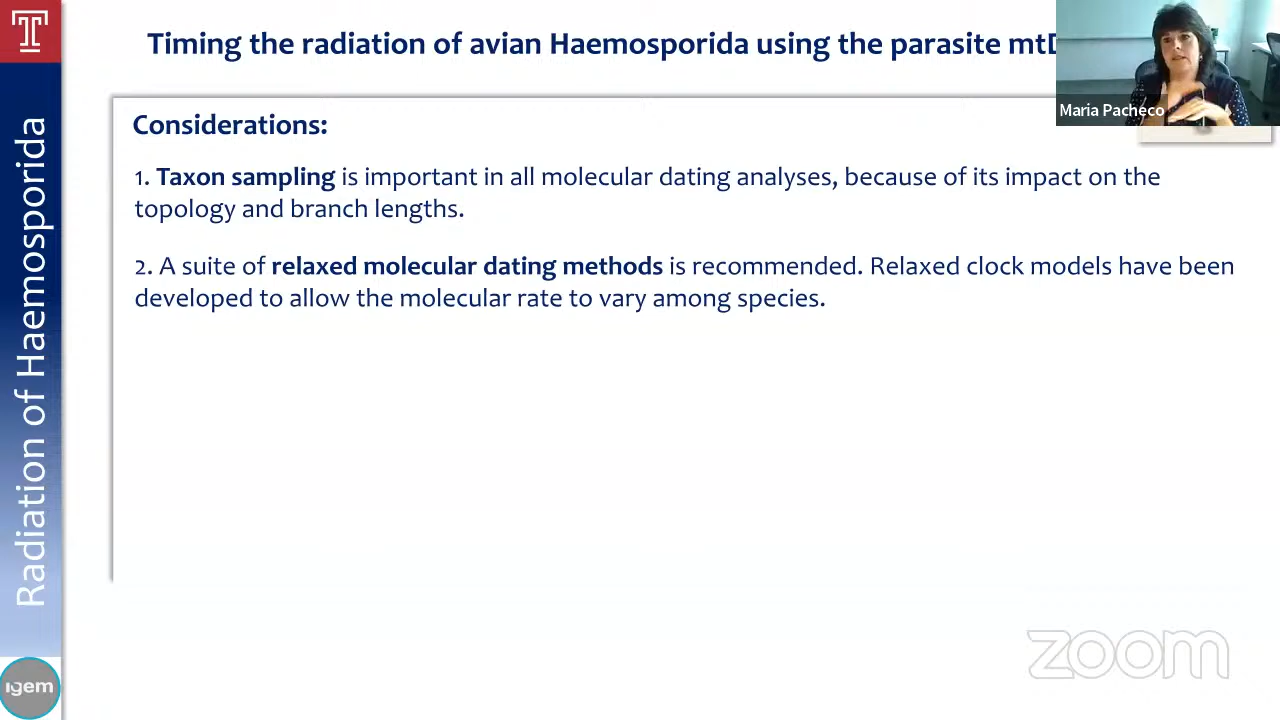 Timing the radiation of avian Haemosporida using the parasite
Maria Pacheco
Considerations:
1. Taxon sampling is important in all molecular dating analyses, because of its impact on the
topology and branch lengths.
2. A suite of relaxed molecular dating methods is recommended. Relaxed clock models have been
developed to allow the molecular rate to vary among species.
Radiation of Haemosporida
igem
zoom